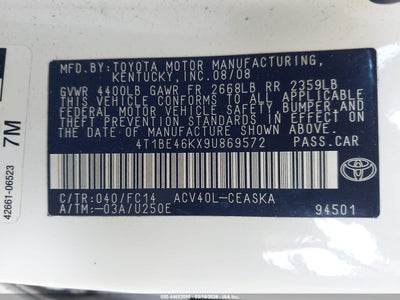 MFD.BY:TOYOTA MOTOR MANUFACTURING,
KENTUCKY,INC.08/08
GVWR 4400LB GAWR FR 2668LB RR 2359LB
THIS VEHICLE CONFORMS TO ALL APPLICABLE
FEDERAL MOTOR VEHICLE SAFETY,BUMPER,AND
THEFT PREVENTION STANDARDS IN EFFECT ON
THE DATE OF MANUFACTURE SHOWN ABOVE.
4T1BE46KX9U869572 PASS.CAR
C/TR:040/FC14 ACV40L-CEASKA
A/TM:-03A/U250E 94501
TOYOTA
7M
42661-06523